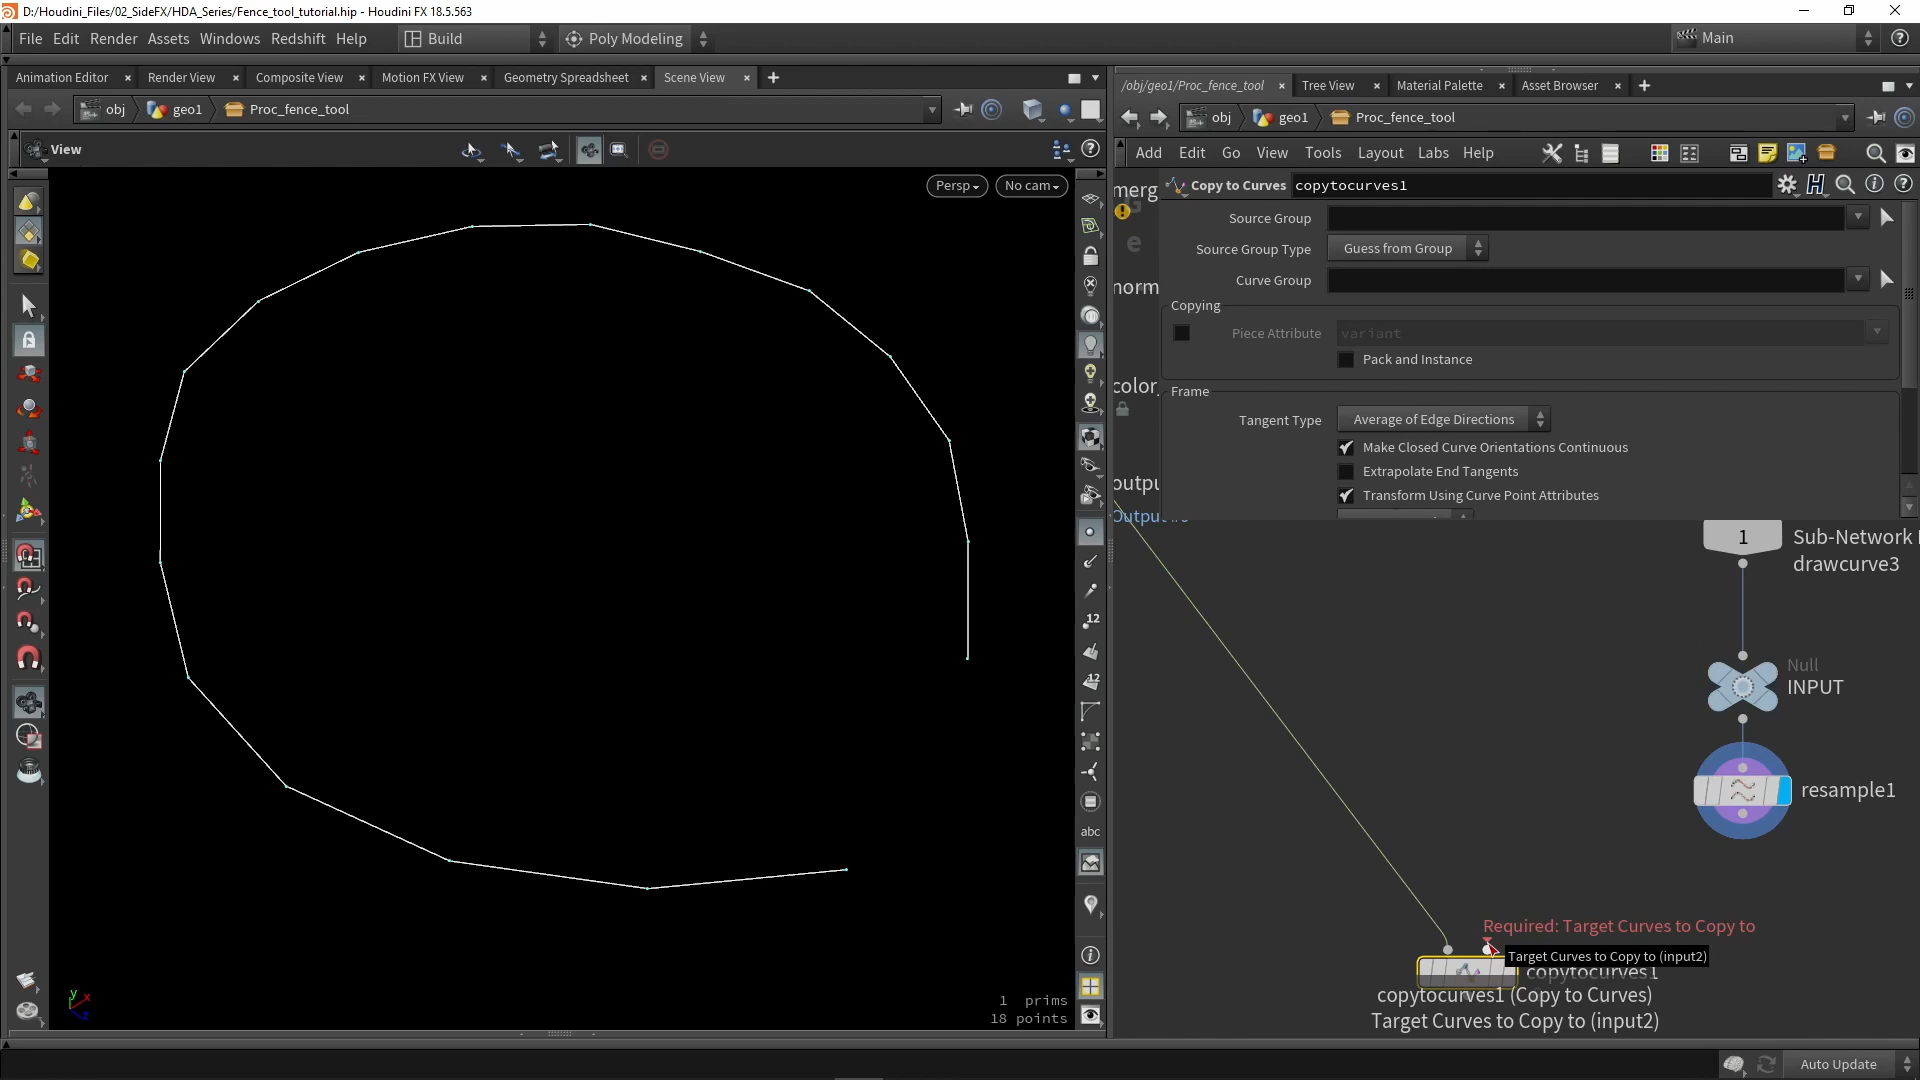 D:/Houdini_Files/02_SideFX/HDA_Series/Fence_tool_tutorial.hip - Houdini FX 18.5.563
File Edit Render Assets Windows Redshift Help Build Poly Modeling Main
Animation Editor Render View Composite View Motion FX View Geometry Spreadsheet Scene View
obj geo1 Proc_fence_tool
View
Persp No cam
1 prims
18 points
/obj/geo1/Proc_fence_tool Tree View Material Palette Asset Browser
obj geo1 Proc_fence_tool
Add Edit Go View Tools Layout Labs Help
merg
Copy to Curves copytocurves1
Source Group
Source Group Type Guess from Group
Curve Group
norm
Copying
Piece Attribute variant
Pack and Instance
color_
Frame
Tangent Type Average of Edge Directions
Make Closed Curve Orientations Continuous
Extrapolate End Tangents
outpu
Transform Using Curve Point Attributes
12
12
abc
1 Sub-Network
drawcurve3
Null
INPUT
resample1
Required: Target Curves to Copy to
Target Curves to Copy to (input2)
copytocurves1
copytocurves1 (Copy to Curves)
Target Curves to Copy to (input2)
y
x
z
Auto Update